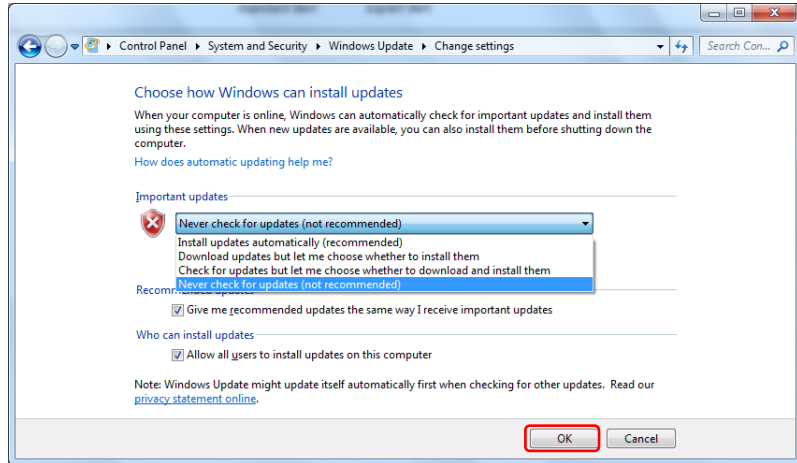 Control Panel ▸ System and Security ▸ Windows Update ▸ Change settings
Search Con...
Choose how Windows can install updates
When your computer is online, Windows can automatically check for important updates and install them
using these settings. When new updates are available, you can also install them before shutting down the
computer.
How does automatic updating help me?
Important updates
Never check for updates (not recommended)
Install updates automatically (recommended)
Download updates but let me choose whether to install them
Check for updates but let me choose whether to download and install them
Never check for updates (not recommended)
Recommended updates
Give me recommended updates the same way I receive important updates
Who can install updates
Allow all users to install updates on this computer
Note: Windows Update might update itself automatically first when checking for other updates. Read our
privacy statement online.
OK
Cancel